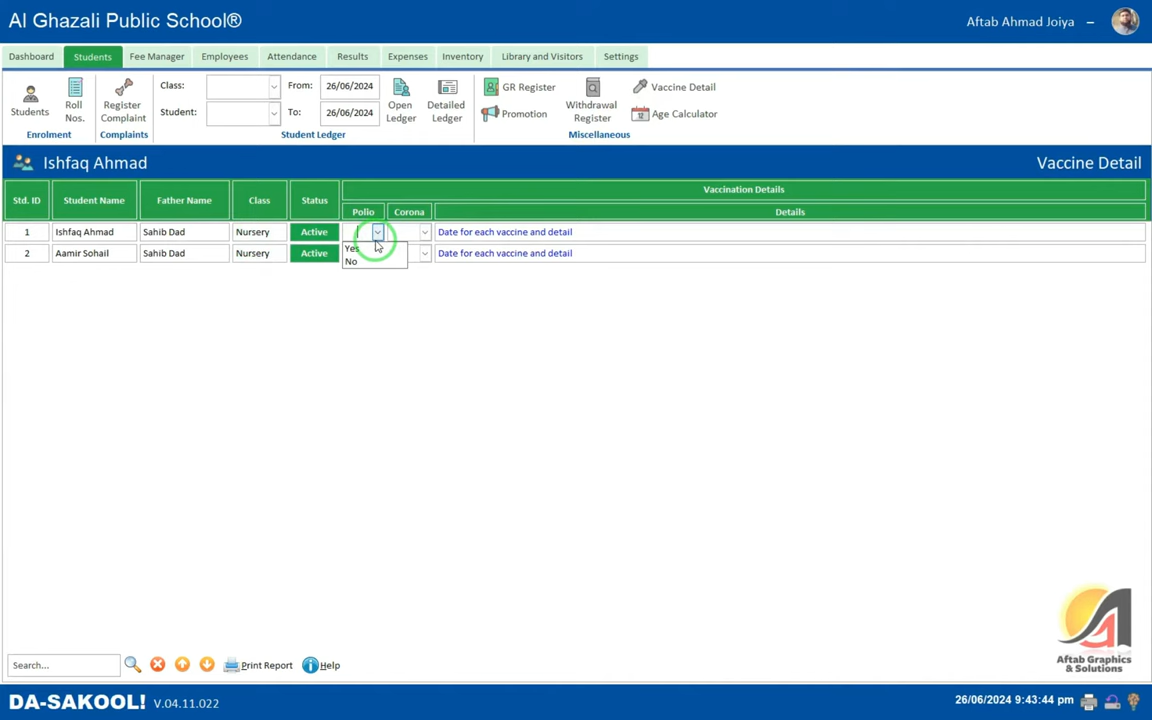 Al Ghazali Public School®
Aftab Ahmad Joiya
Dashboard Students Fee Manager Employees Attendance Results Expenses Inventory Library and Visitors Settings
Students
Roll Nos.
Enrolment
Register Complaint
Complaints
Class: From: 26/06/2024
Student: To: 26/06/2024
Open Ledger
Detailed Ledger
Student Ledger
GR Register
Promotion
Withdrawal Register
Vaccine Detail
12 Age Calculator
Miscellaneous
Ishfaq Ahmad Vaccine Detail
Std. ID Student Name Father Name Class Status Vaccination Details
Polio Corona Details
1 Ishfaq Ahmad Sahib Dad Nursery Active Date for each vaccine and detail
Yes
2 Aamir Sohail Sahib Dad Nursery Active Date for each vaccine and detail
No
Aftab Graphics
& Solutions
Search... Print Report Help
DA-SAKOOL! V.04.11.022 26/06/2024 9:43:44 pm